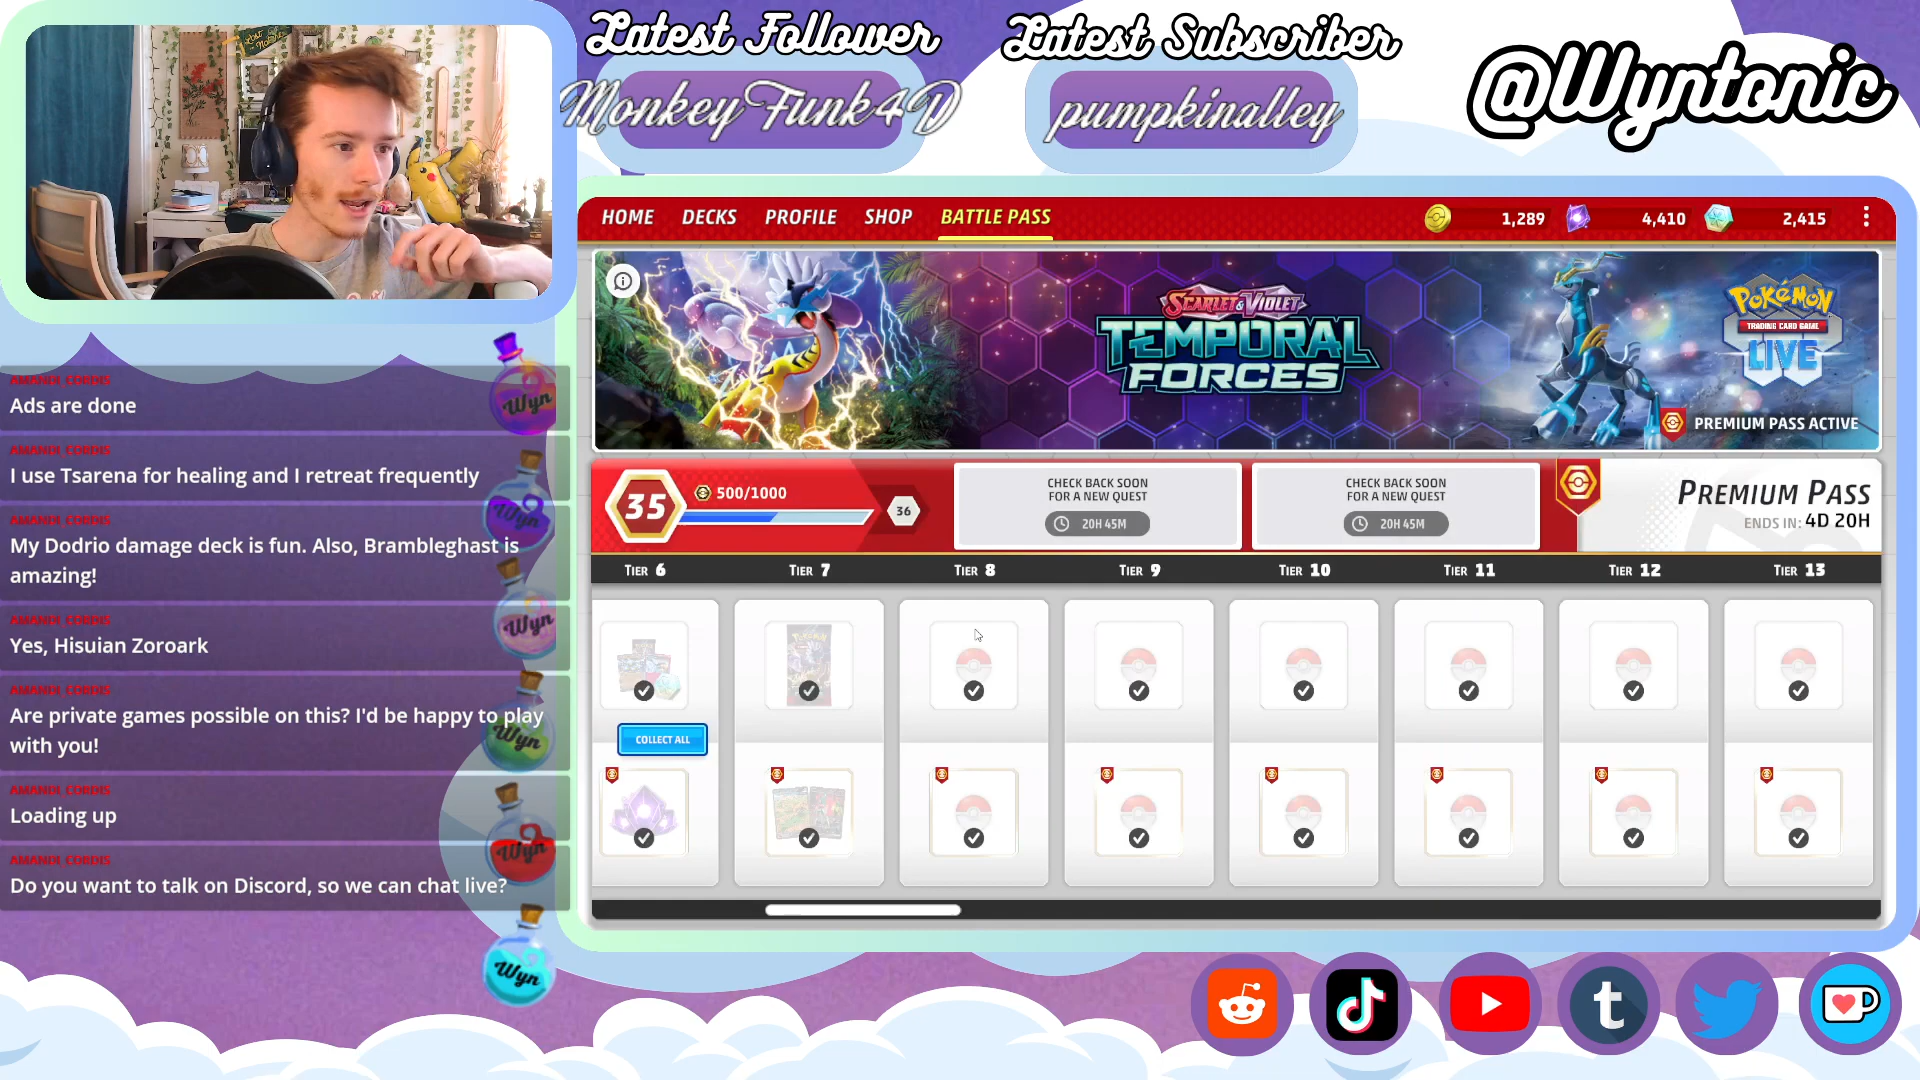 Latest Follower
MonkeyFunk4D
Latest Subscriber
pumpkinalley
@Wyntonic
HOME DECKS PROFILE SHOP BATTLE PASS 1,289 4,410 2,415
SCARLET & VIOLET
TEMPORAL
FORCES
POKéMON
TRADING CARD GAME
LIVE
PREMIUM PASS ACTIVE
35 500/1000 36
CHECK BACK SOON
FOR A NEW QUEST
20H 45M
CHECK BACK SOON
FOR A NEW QUEST
20H 45M
PREMIUM PASS
ENDS IN: 4D 20H
TIER 6 TIER 7 TIER 8 TIER 9 TIER 10 TIER 11 TIER 12 TIER 13
COLLECT ALL
Ads are done
I use Tsarena for healing and I retreat frequently
My Dodrio damage deck is fun. Also, Brambleghast is
amazing!
Yes, Hisuian Zoroark
Are private games possible on this? I'd be happy to play
with you!
Loading up
Do you want to talk on Discord, so we can chat live?
Wyn
Wyn
Wyn
Wyn
Wyn
Wyn